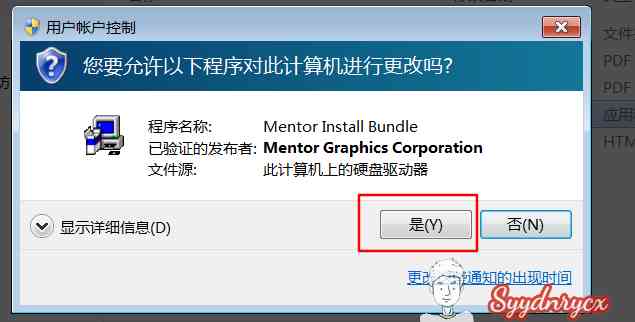 用户帐户控制
文件
您要允许以下程序对此计算机进行更改吗?
PDF
PDF
程序名称: Mentor Install Bundle
应用
已验证的发布者: Mentor Graphics Corporation
HTM
文件源: 此计算机上的硬盘驱动器
显示详细信息(D)
是(Y)
否(N)
更改
通知的出现时间
Syydnrycx